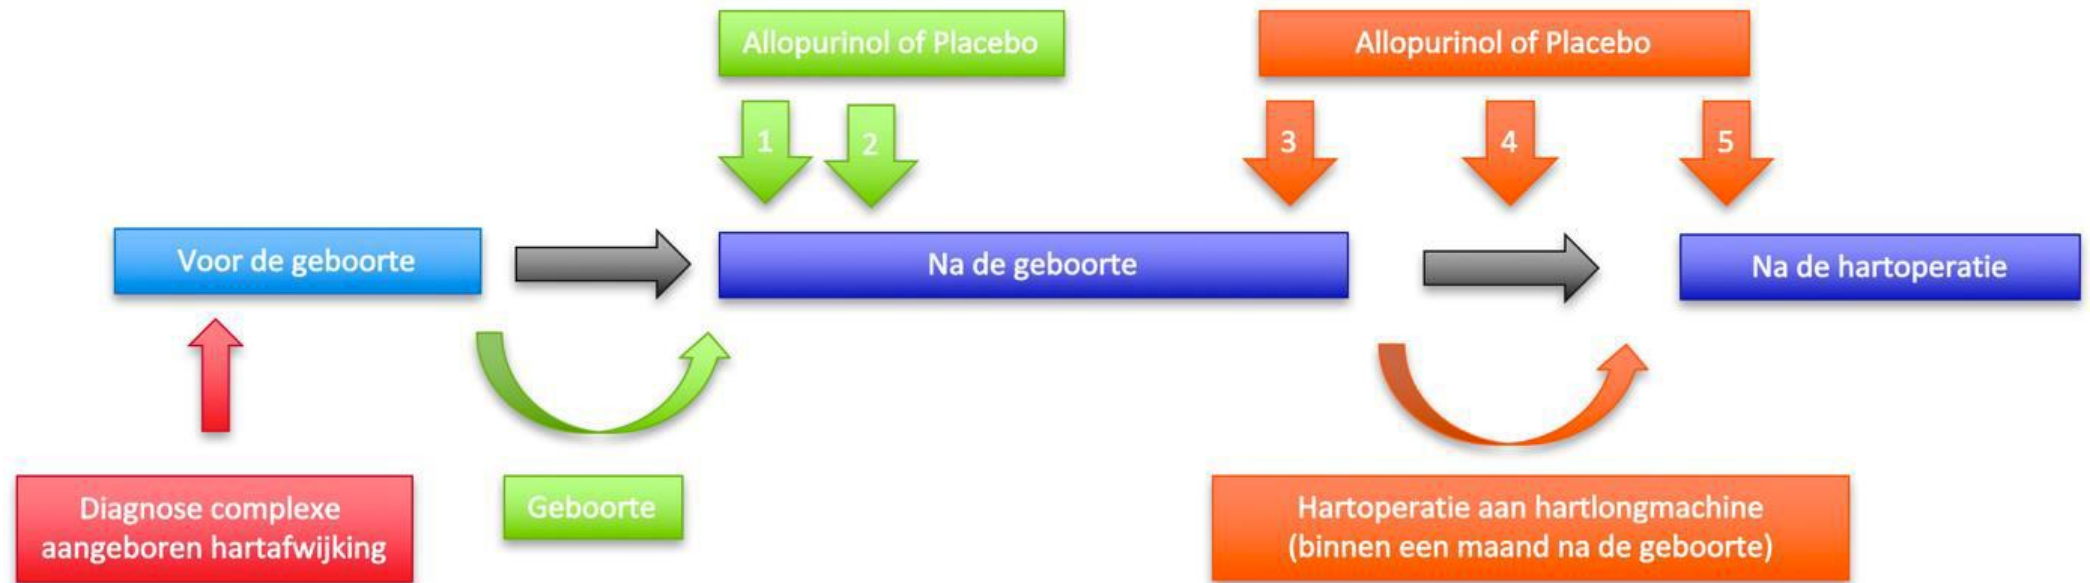 Allopurinol of Placebo
Allopurinol of Placebo
1
2
3
4
5
Voor de geboorte
Na de geboorte
Na de hartoperatie
Diagnose complexe
aangeboren hartafwijking
Geboorte
Hartoperatie aan hartlongmachine
(binnen een maand na de geboorte)